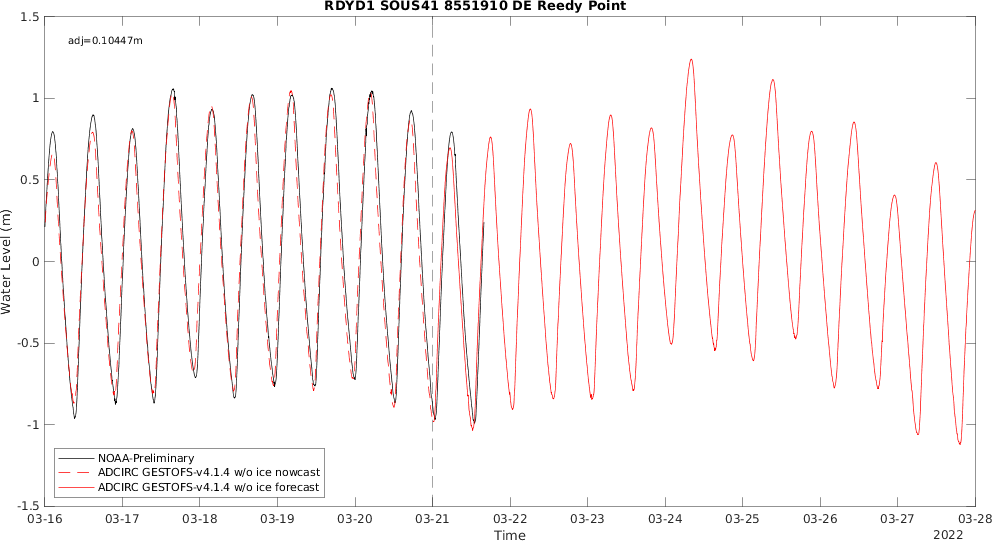 RDYD1 SOUS41 8551910 DE Reedy Point
adj=0.10447m
1.5
1
0.5
0
-0.5
-1
-1.5
Water Level (m)
NOAA-Preliminary
ADCIRC GESTOFS-v4.1.4 w/o ice nowcast
ADCIRC GESTOFS-v4.1.4 w/o ice forecast
03-16 03-17 03-18 03-19 03-20 03-21 03-22 03-23 03-24 03-25 03-26 03-27 03-28
Time
2022